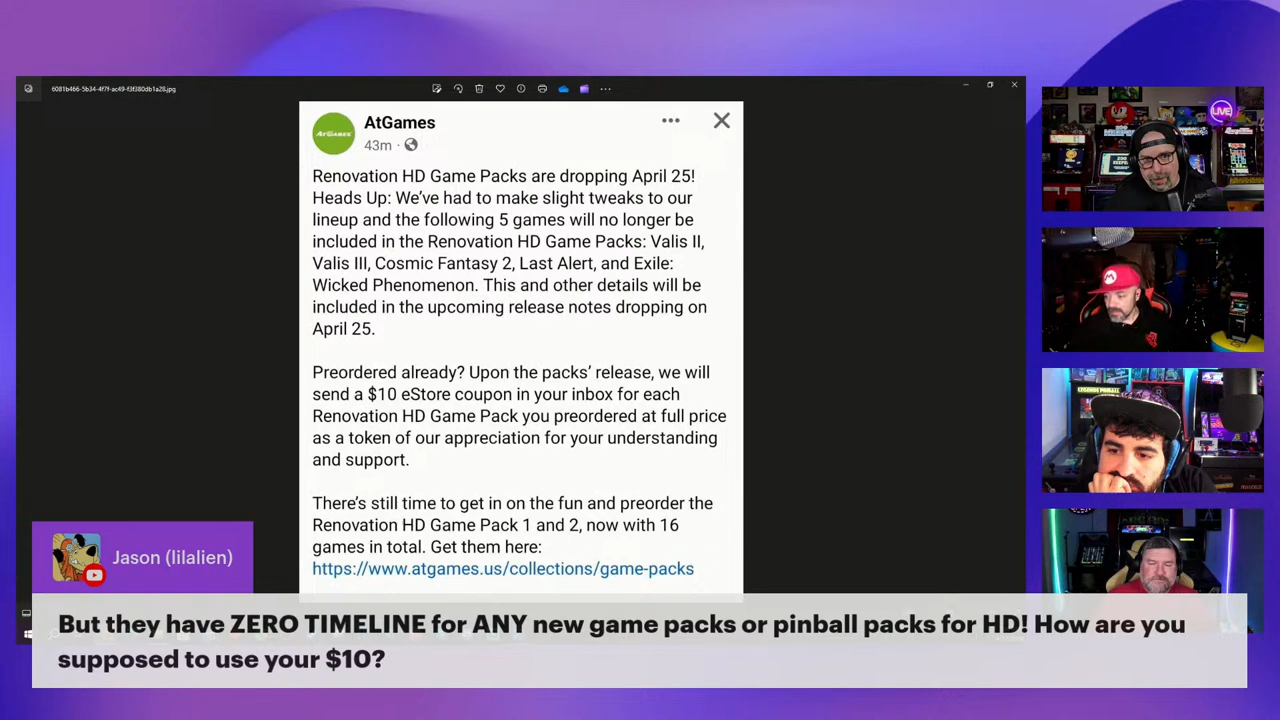 6081b466-5b34-4f7f-ac49-f3f380db1a28.jpg
AtGames
AtGames
43m ·
Renovation HD Game Packs are dropping April 25!
Heads Up: We've had to make slight tweaks to our
lineup and the following 5 games will no longer be
included in the Renovation HD Game Packs: Valis II,
Valis III, Cosmic Fantasy 2, Last Alert, and Exile:
Wicked Phenomenon. This and other details will be
included in the upcoming release notes dropping on
April 25.
Preordered already? Upon the packs' release, we will
send a $10 eStore coupon in your inbox for each
Renovation HD Game Pack you preordered at full price
as a token of our appreciation for your understanding
and support.
There's still time to get in on the fun and preorder the
Renovation HD Game Pack 1 and 2, now with 16
games in total. Get them here:
https://www.atgames.us/collections/game-packs
LIVE
Jason (lilalien)
But they have ZERO TIMELINE for ANY new game packs or pinball packs for HD! How are you
supposed to use your $10?